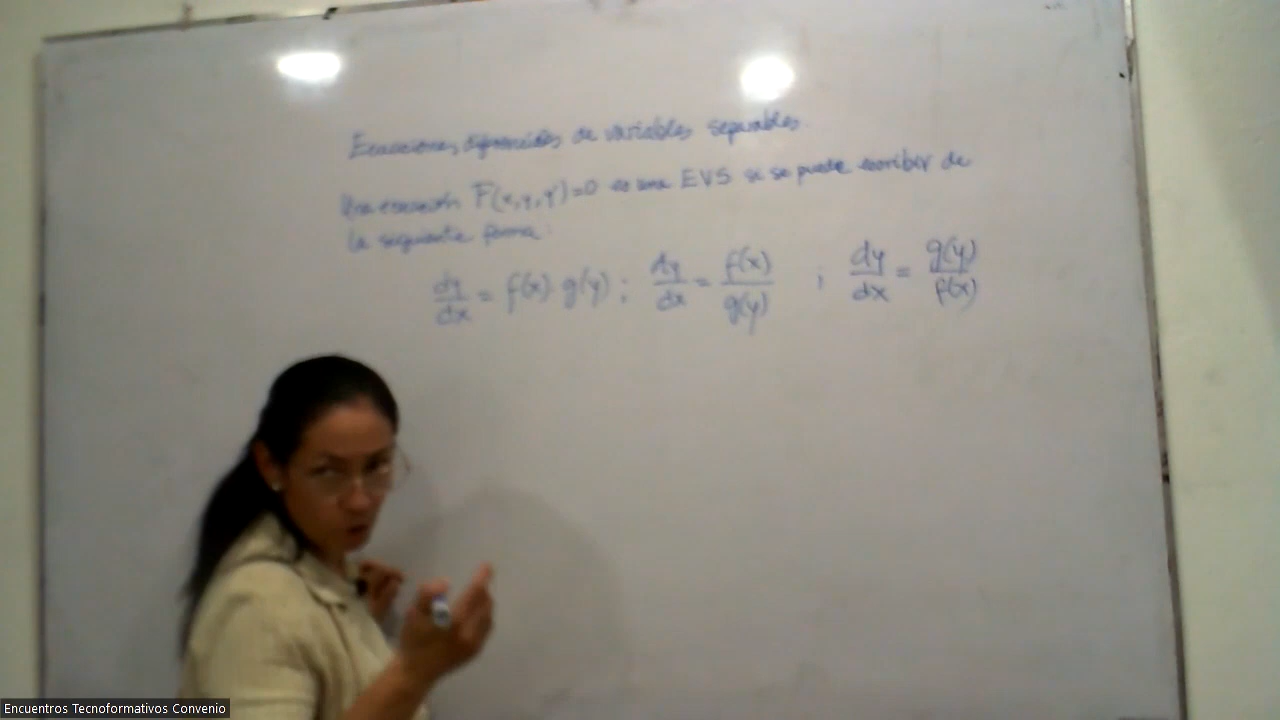 Ecuaciones diferenciales de variables separables.
Una ecuación F(x,y,y')=0 es una EVS si se puede escribir de
la siguiente forma:
dy/dx = f(x) g(y) ; dy/dx = f(x)/g(y) ; dy/dx = g(y)/f(x)
Encuentros Tecnoformativos Convenio